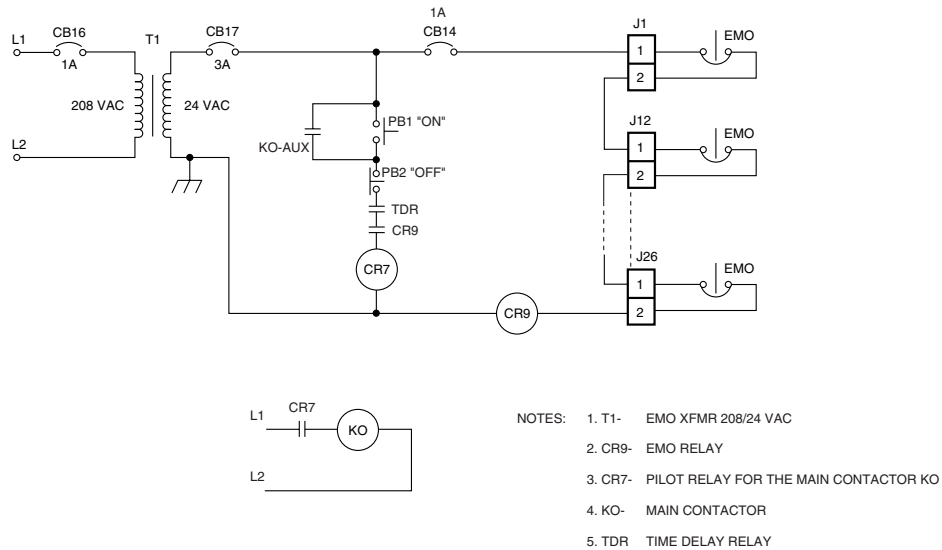 1A
J1
L1
CB16
T1
CB17
CB14
EMO
1A
3A
1
2
208 VAC
24 VAC
PB1 "ON"
J12
KO-AUX
EMO
L2
1
PB2 "OFF"
2
TDR
CR9
J26
CR7
EMO
1
CR9
2
CR7
L1
KO
L2
NOTES: 1. T1- EMO XFMR 208/24 VAC
2. CR9- EMO RELAY
3. CR7- PILOT RELAY FOR THE MAIN CONTACTOR KO
4. KO- MAIN CONTACTOR
5. TDR TIME DELAY RELAY